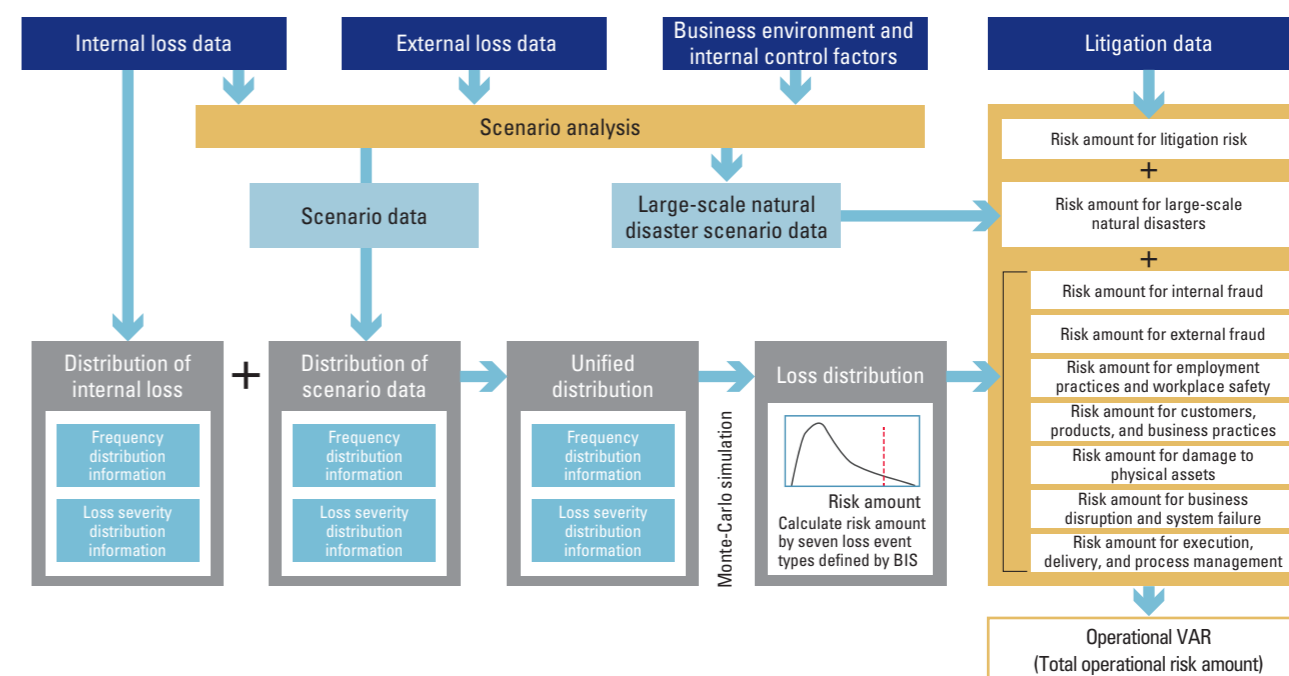 Internal loss data
External loss data
Business environment and
internal control factors
Litigation data
Scenario analysis
Risk amount for litigation risk
+
Scenario data
Large-scale natural
disaster scenario data
Risk amount for large-scale
natural disasters
+
Risk amount for internal fraud
Risk amount for external fraud
Risk amount for employment
practices and workplace safety
Risk amount for customers,
products, and business practices
Risk amount for damage to
physical assets
Risk amount for business
disruption and system failure
Risk amount for execution,
delivery, and process management
Distribution of
internal loss
Frequency
distribution
information
Loss severity
distribution
information
+
Distribution of
scenario data
Frequency
distribution
information
Loss severity
distribution
information
Unified
distribution
Frequency
distribution
information
Loss severity
distribution
information
Monte-Carlo simulation
Loss distribution
Risk amount
Calculate risk amount
by seven loss event
types defined by BIS
Operational VAR
(Total operational risk amount)